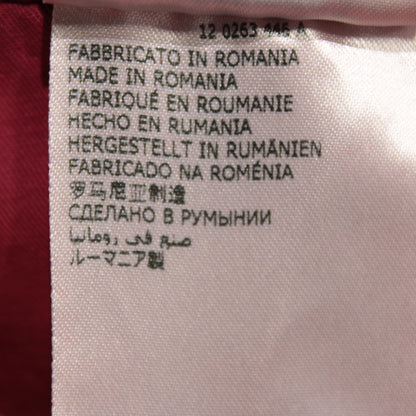 12 0263 446 A
FABBRICATO IN ROMANIA
MADE IN ROMANIA
FABRIQUÉ EN ROUMANIE
HECHO EN RUMANIA
HERGESTELLT IN RUMÄNIEN
FABRICADO NA ROMÉNIA
罗马尼亚制造
СДЕЛАНО В РУМЫНИИ
صنع في رومانيا
ルーマニア製